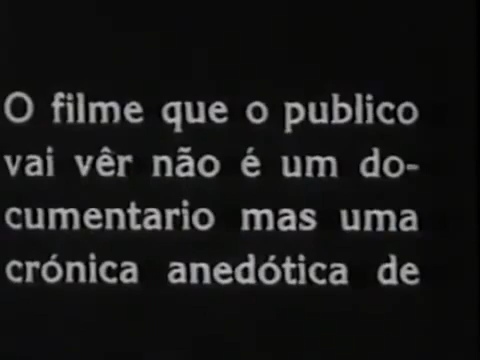 O filme que o publico
vai vêr não é um do-
cumentario mas uma
crónica anedótica de